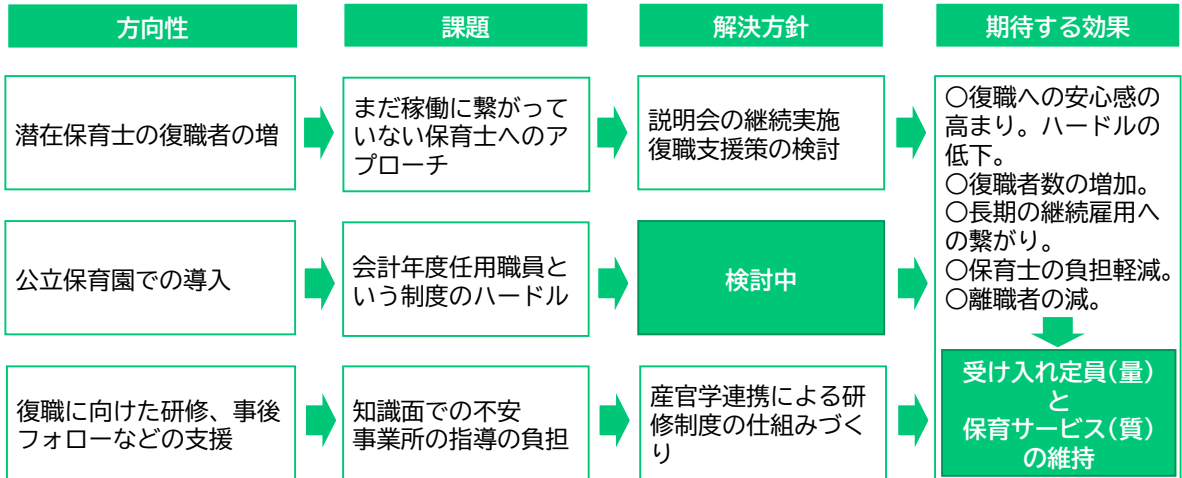 方向性
課題
解決方針
期待する効果
潜在保育士の復職者の増
まだ稼働に繋がって
いない保育士へのア
プローチ
説明会の継続実施
復職支援策の検討
公立保育園での導入
会計年度任用職員と
いう制度のハードル
検討中
復職に向けた研修、事後
フォローなどの支援
知識面での不安
事業所の指導の負担
産官学連携による研
修制度の仕組みづく
り
〇復職への安心感の
高まり。ハードルの
低下。
〇復職者数の増加。
〇長期の継続雇用へ
の繋がり。
〇保育士の負担軽減。
〇離職者の減。
受け入れ定員(量)
と
保育サービス(質)
の維持